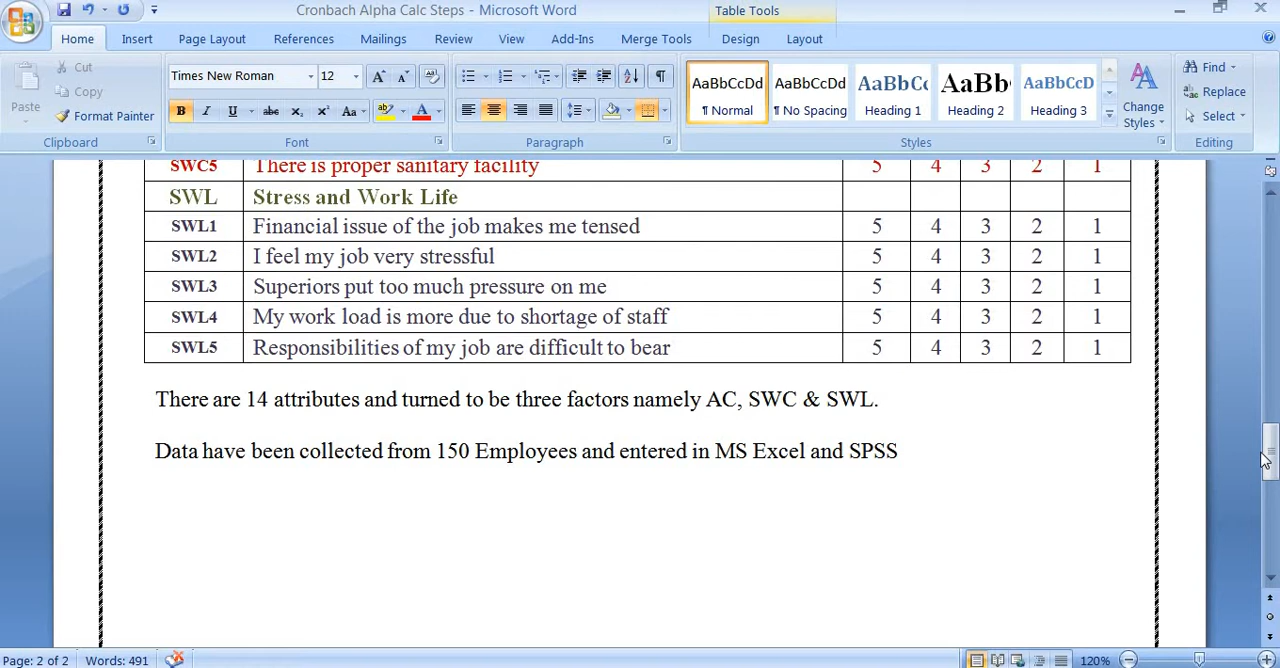 Cronbach Alpha Calc Steps - Microsoft Word
Table Tools
Home Insert Page Layout References Mailings Review View Add-Ins Merge Tools Design Layout
Paste
Cut
Copy
Format Painter
Clipboard
Times New Roman 12
Font
Paragraph
AaBbCcDd AaBbCcDd AaBbCc AaBb( AaBbCcD
¶ Normal ¶ No Spacing Heading 1 Heading 2 Heading 3
Change Styles
Styles
Find
Replace
Select
Editing
SWC5 There is proper sanitary facility 5 4 3 2 1
SWL Stress and Work Life
SWL1 Financial issue of the job makes me tensed 5 4 3 2 1
SWL2 I feel my job very stressful 5 4 3 2 1
SWL3 Superiors put too much pressure on me 5 4 3 2 1
SWL4 My work load is more due to shortage of staff 5 4 3 2 1
SWL5 Responsibilities of my job are difficult to bear 5 4 3 2 1
There are 14 attributes and turned to be three factors namely AC, SWC & SWL.
Data have been collected from 150 Employees and entered in MS Excel and SPSS
Page: 2 of 2 Words: 491 120%